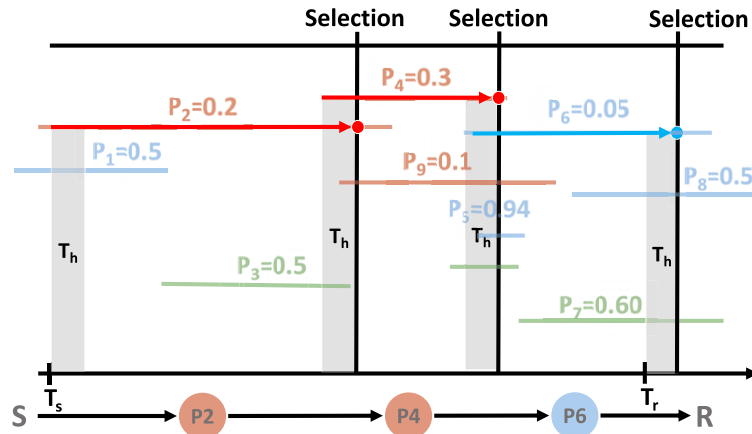 Selection Selection Selection
P4=0.3
P2=0.2 P6=0.05
P1=0.5 P9=0.1 P8=0.5
P5=0.94
Th Th Th Th
P3=0.5
P7=0.60
Ts Tr
S P2 P4 P6 R